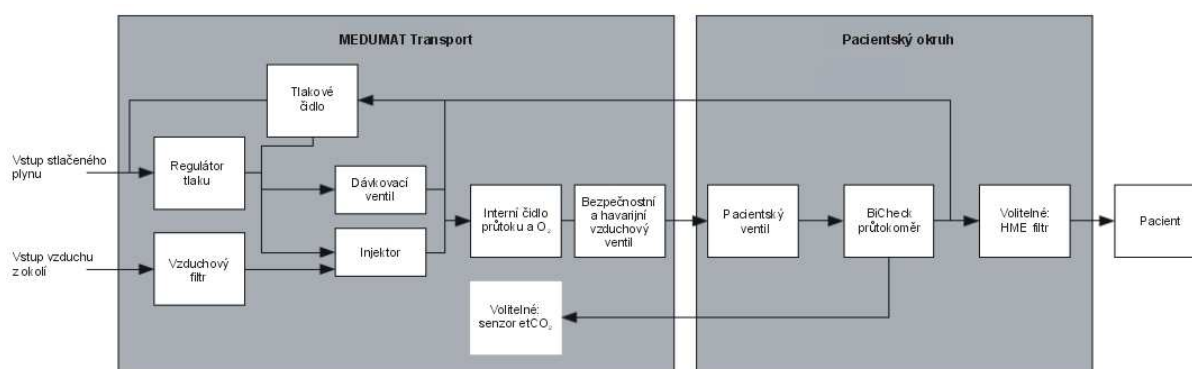 MEDUMAT Transport
Pacientský okruh
Tlakové
čidlo
Vstup stlačeného
plynu
Regulátor
tlaku
Dávkovací
ventil
Interní čidlo
průtoku a O₂
Bezpečnostní
a havarijní
vzduchový
ventil
Pacientský
ventil
BiCheck
průtokoměr
Volitelné:
HME filtr
Pacient
Vstup vzduchu
z okolí
Vzduchový
filtr
Injektor
Volitelné:
senzor etCO₂